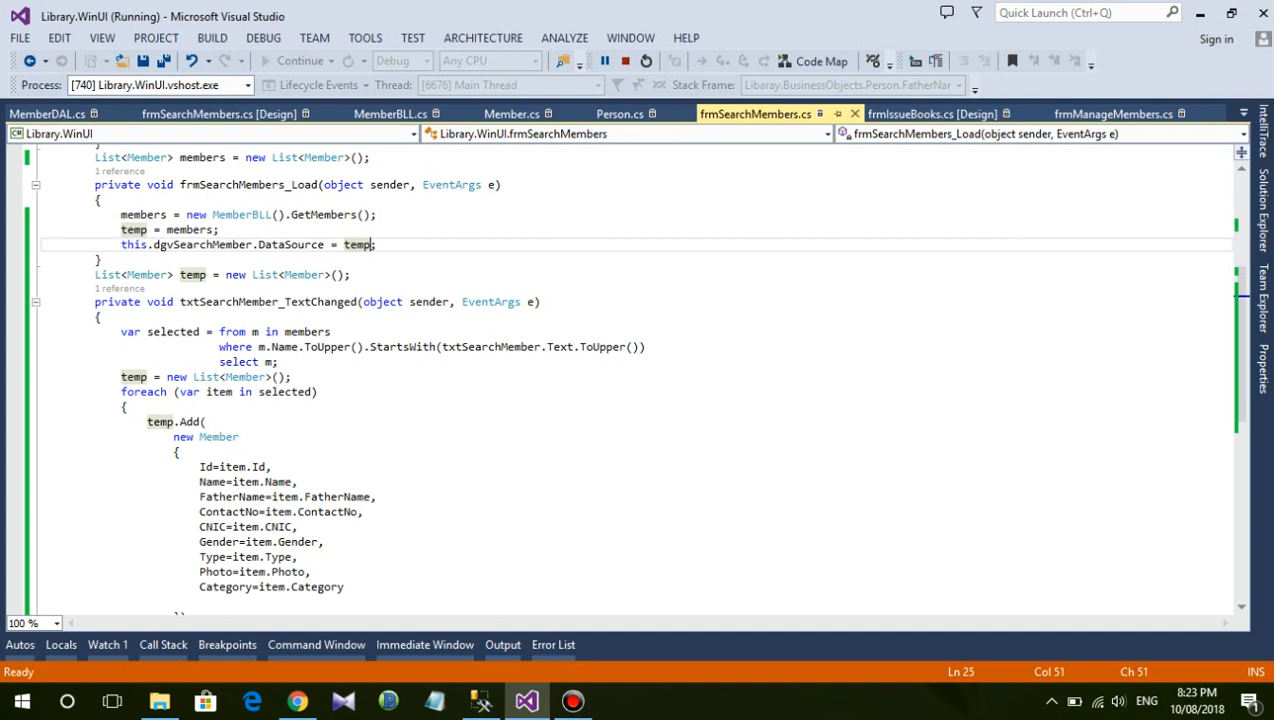 Library.WinUI (Running) - Microsoft Visual Studio
Quick Launch (Ctrl+Q)
FILE EDIT VIEW PROJECT BUILD DEBUG TEAM TOOLS TEST ARCHITECTURE ANALYZE WINDOW HELP
Sign in
Continue Debug Any CPU Code Map
Process: [740] Library.WinUI.vshost.exe Lifecycle Events Thread: [6676] Main Thread Stack Frame: Libaray.BusinessObjects.Person.FatherNar
MemberDAL.cs frmSearchMembers.cs [Design] MemberBLL.cs Member.cs Person.cs frmSearchMembers.cs frmIssueBooks.cs [Design] frmManageMembers.cs
Library.WinUI Library.WinUI.frmSearchMembers frmSearchMembers_Load(object sender, EventArgs e)
}
List<Member> members = new List<Member>();
1 reference
private void frmSearchMembers_Load(object sender, EventArgs e)
{
members = new MemberBLL().GetMembers();
temp = members;
this.dgvSearchMember.DataSource = temp;
}
List<Member> temp = new List<Member>();
1 reference
private void txtSearchMember_TextChanged(object sender, EventArgs e)
{
var selected = from m in members
where m.Name.ToUpper().StartsWith(txtSearchMember.Text.ToUpper())
select m;
temp = new List<Member>();
foreach (var item in selected)
{
temp.Add(
new Member
{
Id=item.Id,
Name=item.Name,
FatherName=item.FatherName,
ContactNo=item.ContactNo,
CNIC=item.CNIC,
Gender=item.Gender,
Type=item.Type,
Photo=item.Photo,
Category=item.Category
})
IntelliTrace
Solution Explorer
Team Explorer
Properties
100 %
Autos Locals Watch 1 Call Stack Breakpoints Command Window Immediate Window Output Error List
Ready Ln 25 Col 51 Ch 51 INS
ENG 8:23 PM
10/08/2018